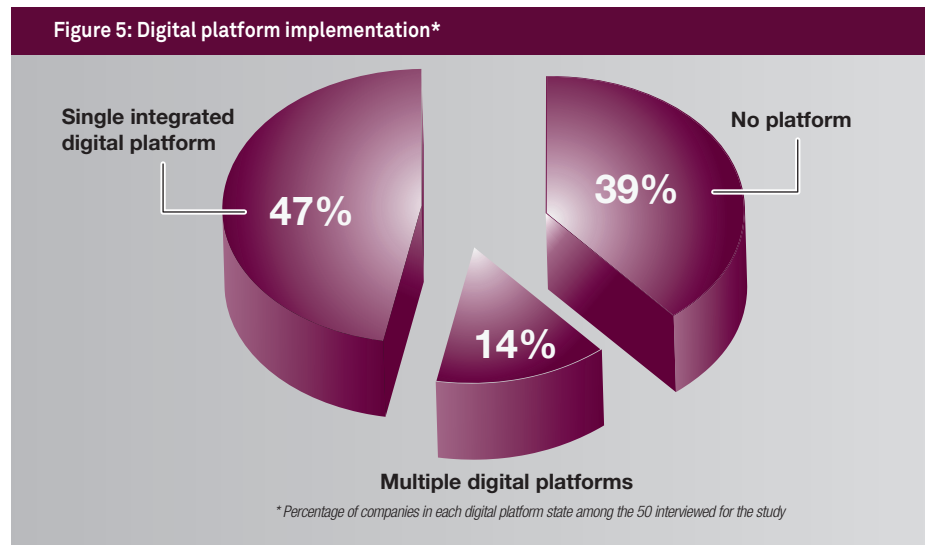 Figure 5: Digital platform implementation*
Single integrated
digital platform
No platform
47%
39%
14%
Multiple digital platforms
* Percentage of companies in each digital platform state among the 50 interviewed for the study